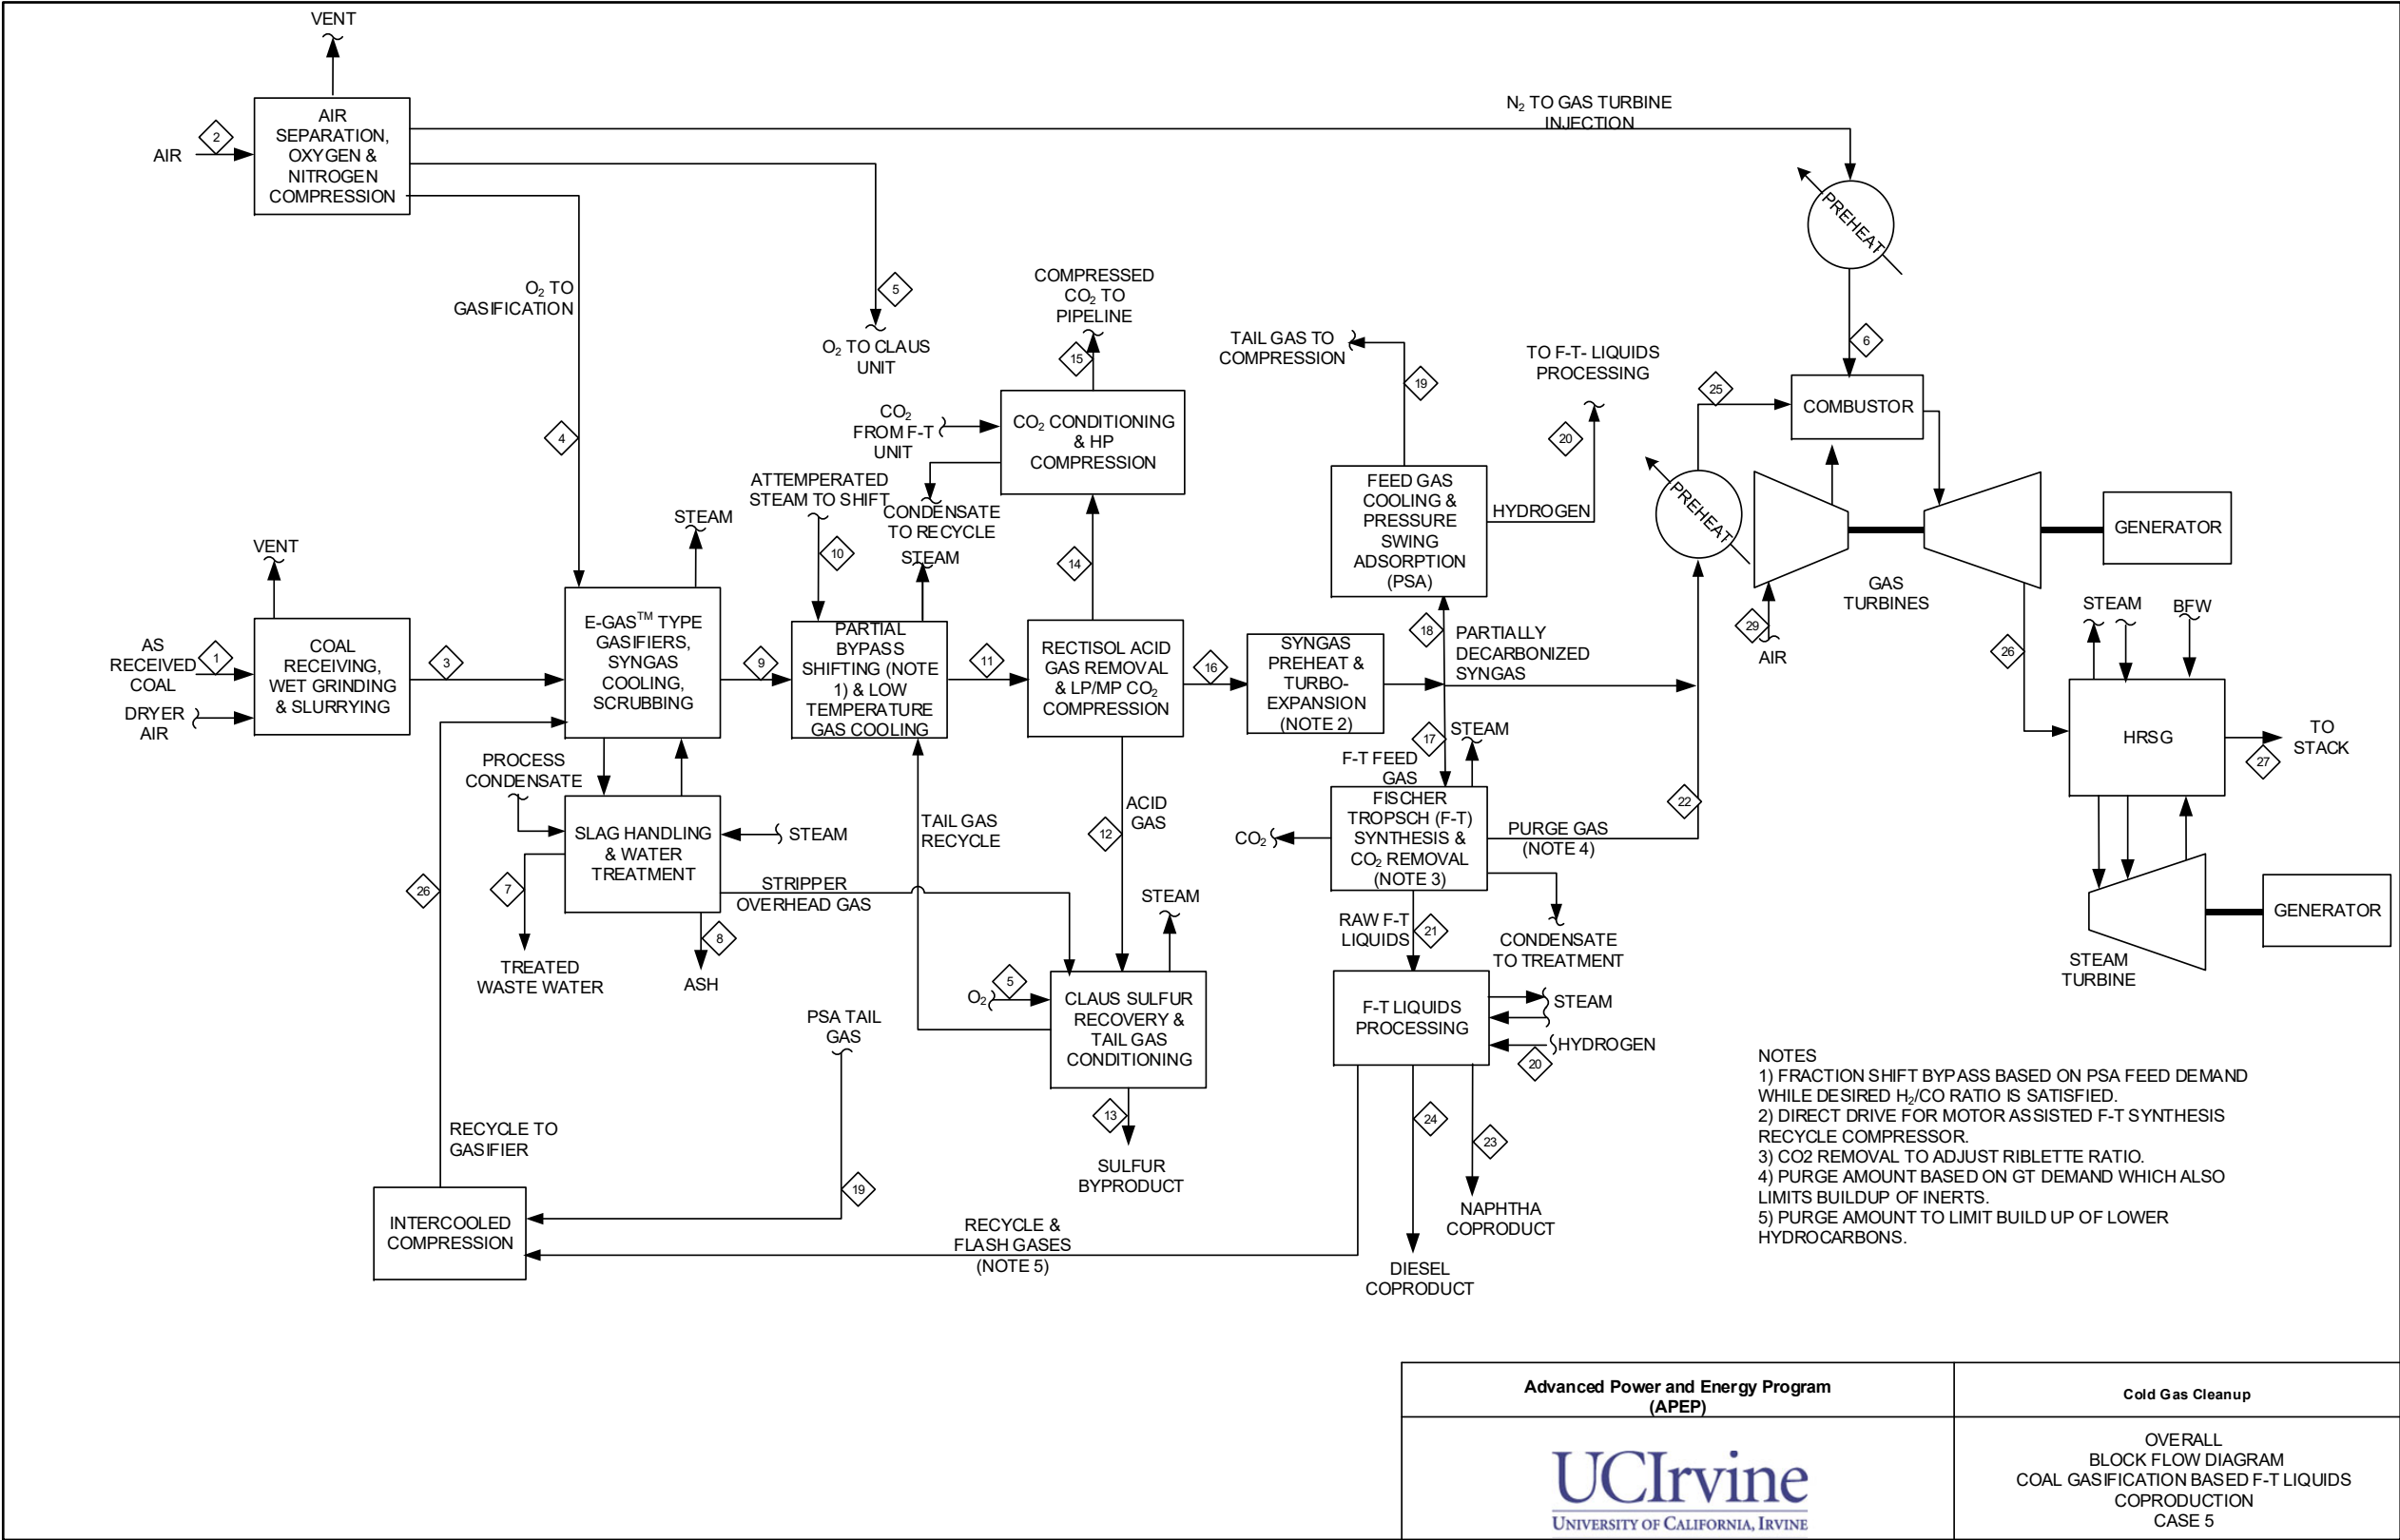 VENT
AIR
SEPARATION,
OXYGEN &
NITROGEN
COMPRESSION
AIR
2
N₂ TO GAS TURBINE
INJECTION
PREHEAT
6
O₂ TO
GASIFICATION
4
5
O₂ TO CLAUS
UNIT
COMPRESSED
CO₂ TO
PIPELINE
15
CO₂
FROM F-T
UNIT
CO₂ CONDITIONING
& HP
COMPRESSION
CONDENSATE
TO RECYCLE
ATTEMPERATED
STEAM TO SHIFT
10
STEAM
STEAM
14
TAIL GAS TO
COMPRESSION
19
TO F-T- LIQUIDS
PROCESSING
20
FEED GAS
COOLING &
PRESSURE
SWING
ADSORPTION
(PSA)
HYDROGEN
25
PREHEAT
COMBUSTOR
GENERATOR
GAS
TURBINES
29
AIR
26
STEAM
BFW
HRSG
27
TO
STACK
STEAM
TURBINE
GENERATOR
VENT
AS
RECEIVED
COAL
1
DRYER
AIR
COAL
RECEIVING,
WET GRINDING
& SLURRYING
3
E-GAS™ TYPE
GASIFIERS,
SYNGAS
COOLING,
SCRUBBING
9
PARTIAL
BYPASS
SHIFTING (NOTE
1) & LOW
TEMPERATURE
GAS COOLING
11
RECTISOL ACID
GAS REMOVAL
& LP/MP CO₂
COMPRESSION
16
SYNGAS
PREHEAT &
TURBO-
EXPANSION
(NOTE 2)
18
PARTIALLY
DECARBONIZED
SYNGAS
17
STEAM
F-T FEED
GAS
22
FISCHER
TROPSCH (F-T)
SYNTHESIS &
CO₂ REMOVAL
(NOTE 3)
CO₂
PURGE GAS
(NOTE 4)
RAW F-T
LIQUIDS
21
CONDENSATE
TO TREATMENT
PROCESS
CONDENSATE
SLAG HANDLING
& WATER
TREATMENT
STEAM
7
TREATED
WASTE WATER
8
ASH
STRIPPER
OVERHEAD GAS
TAIL GAS
RECYCLE
12
ACID
GAS
STEAM
O₂
5
CLAUS SULFUR
RECOVERY &
TAIL GAS
CONDITIONING
13
SULFUR
BYPRODUCT
F-T LIQUIDS
PROCESSING
STEAM
HYDROGEN
20
24
23
NAPHTHA
COPRODUCT
DIESEL
COPRODUCT
26
RECYCLE TO
GASIFIER
PSA TAIL
GAS
19
INTERCOOLED
COMPRESSION
RECYCLE &
FLASH GASES
(NOTE 5)
NOTES
1) FRACTION SHIFT BYPASS BASED ON PSA FEED DEMAND
WHILE DESIRED H₂/CO RATIO IS SATISFIED.
2) DIRECT DRIVE FOR MOTOR ASSISTED F-T SYNTHESIS
RECYCLE COMPRESSOR.
3) CO2 REMOVAL TO ADJUST RIBLETTE RATIO.
4) PURGE AMOUNT BASED ON GT DEMAND WHICH ALSO
LIMITS BUILDUP OF INERTS.
5) PURGE AMOUNT TO LIMIT BUILD UP OF LOWER
HYDROCARBONS.
Advanced Power and Energy Program
(APEP)
UCIrvine
UNIVERSITY OF CALIFORNIA, IRVINE
Cold Gas Cleanup
OVERALL
BLOCK FLOW DIAGRAM
COAL GASIFICATION BASED F-T LIQUIDS
COPRODUCTION
CASE 5